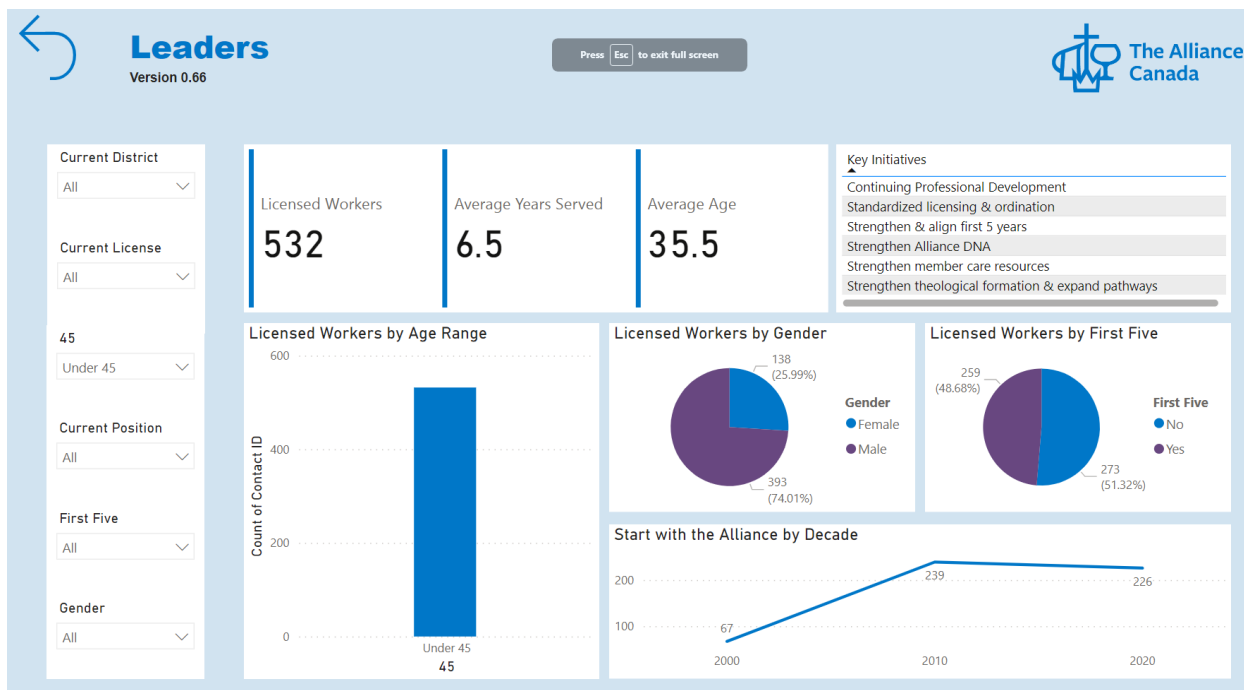 Leaders
Version 0.66
Press Esc to exit full screen
The Alliance
Canada
Current District
All
Current License
All
45
Under 45
Current Position
All
First Five
All
Gender
All
Licensed Workers
532
Average Years Served
6.5
Average Age
35.5
Key Initiatives
Continuing Professional Development
Standardized licensing & ordination
Strengthen & align first 5 years
Strengthen Alliance DNA
Strengthen member care resources
Strengthen theological formation & expand pathways
Licensed Workers by Age Range
Count of Contact ID
600
400
200
0
Under 45
45
Licensed Workers by Gender
138
(25.99%)
393
(74.01%)
Gender
Female
Male
Licensed Workers by First Five
259
(48.68%)
273
(51.32%)
First Five
No
Yes
Start with the Alliance by Decade
200
100
67
239
226
2000
2010
2020